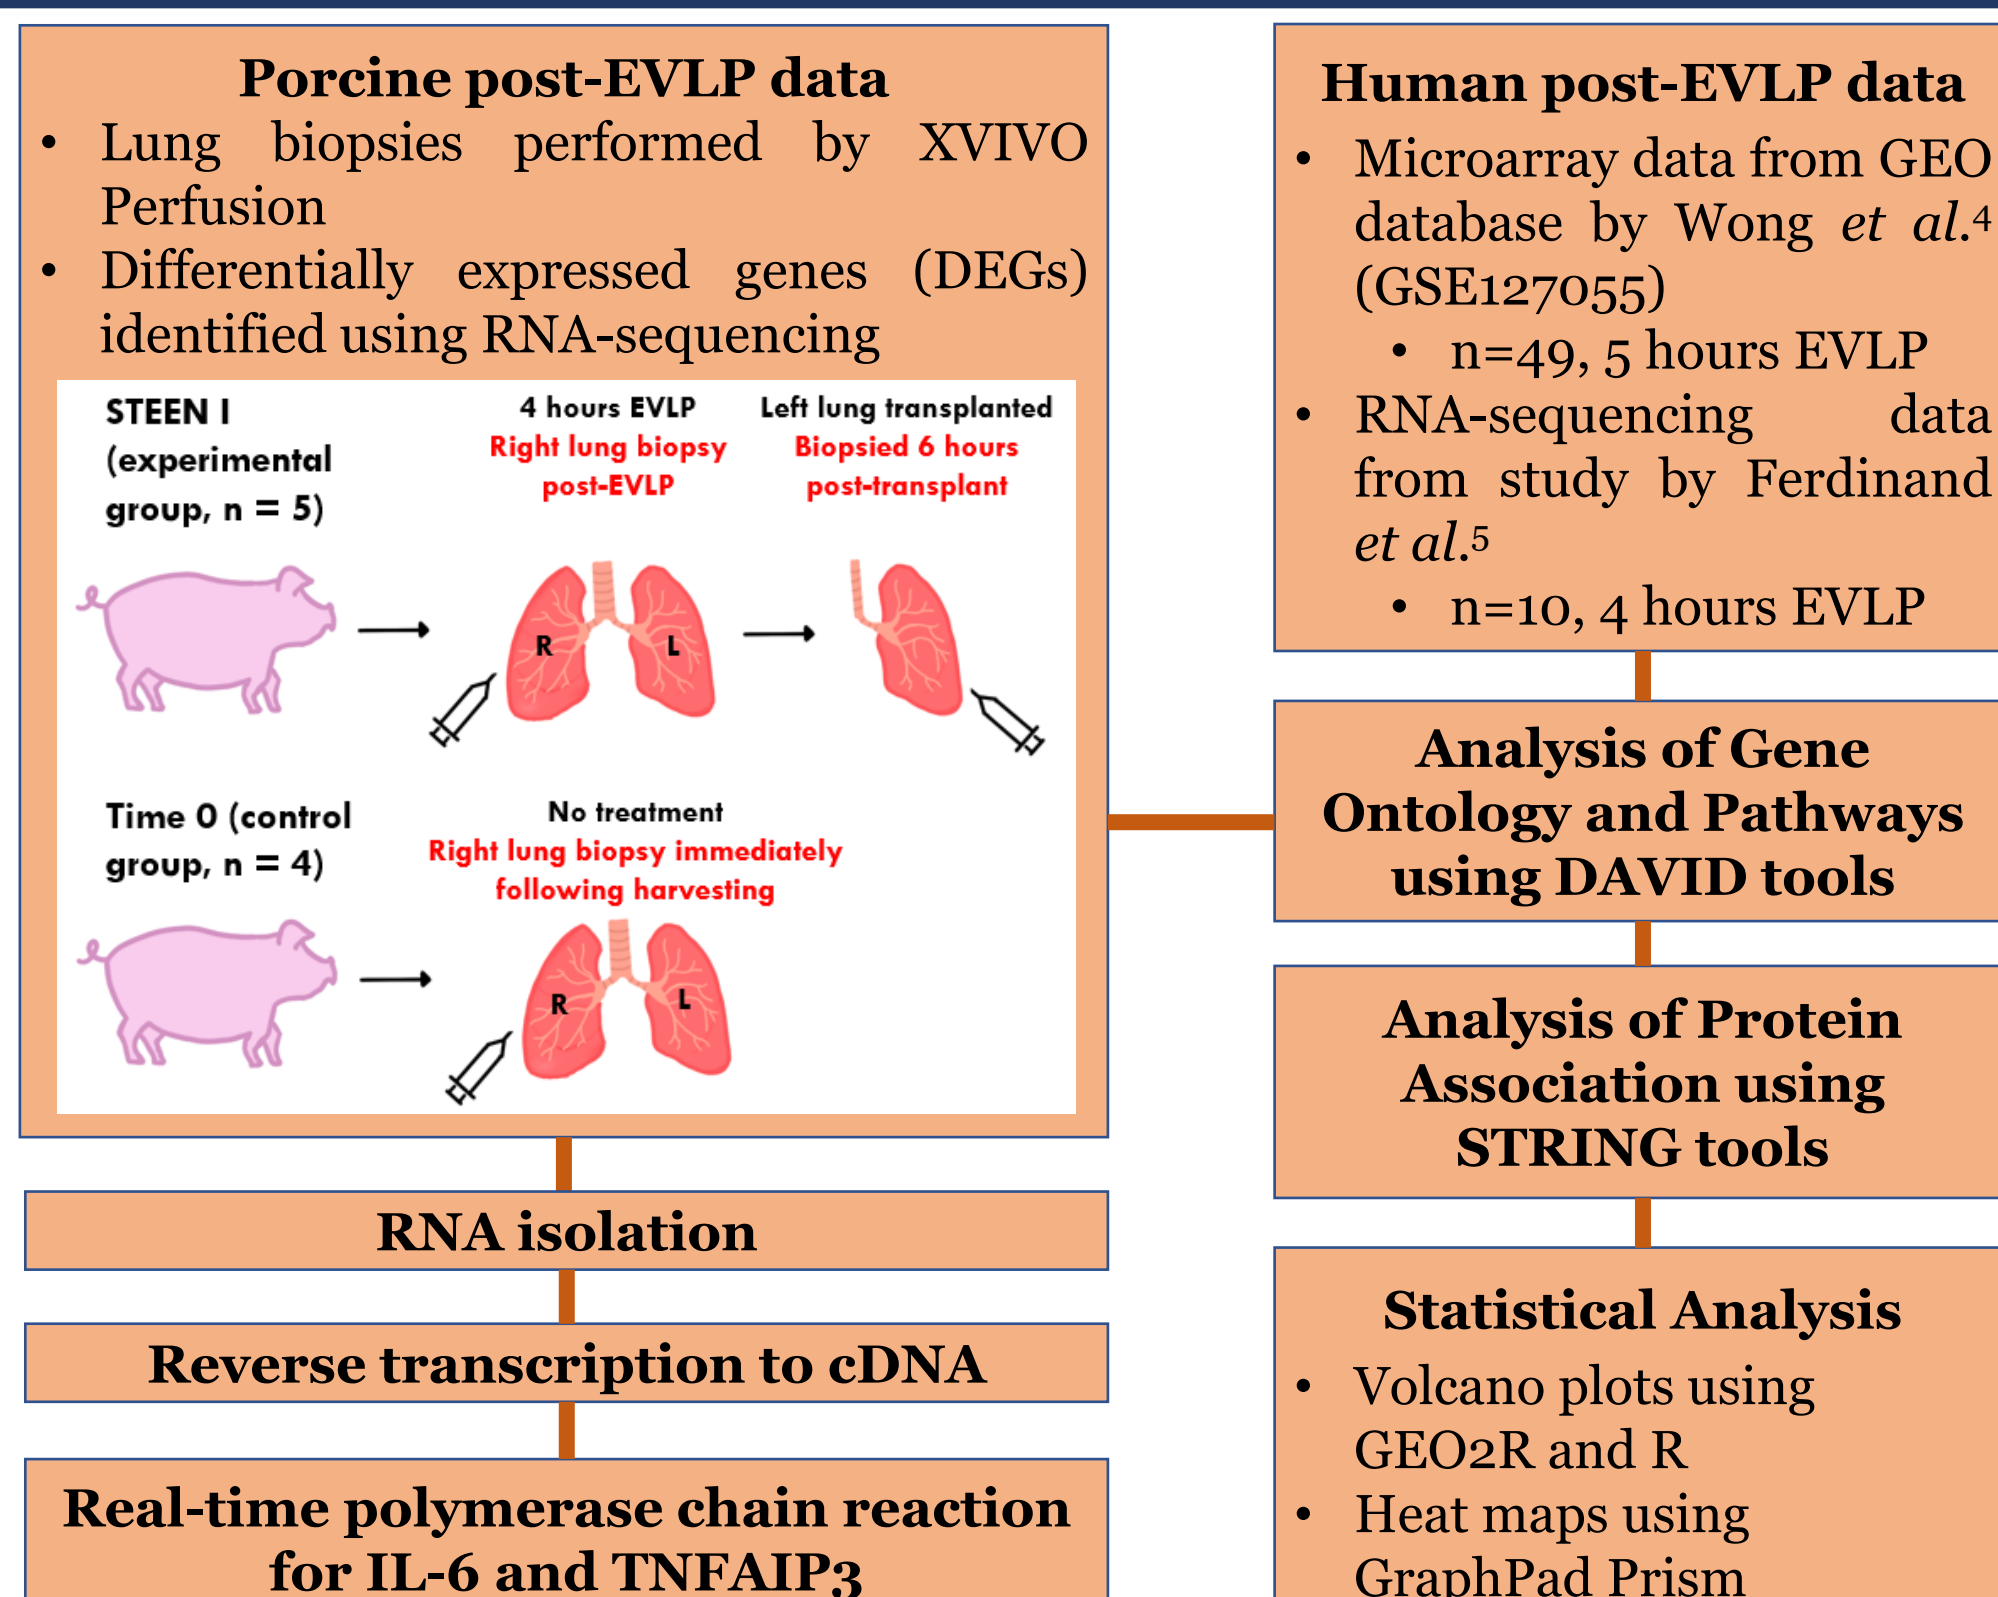 Porcine post-EVLP data
• Lung biopsies performed by XVIVO
Perfusion
• Differentially expressed genes (DEGs)
identified using RNA-sequencing
STEEN I
(experimental
group, n = 5)
4 hours EVLP
Right lung biopsy
post-EVLP
Left lung transplanted
Biopsied 6 hours
post-transplant
R
L
Time 0 (control
group, n = 4)
No treatment
Right lung biopsy immediately
following harvesting
R
L
RNA isolation
Reverse transcription to cDNA
Real-time polymerase chain reaction
for IL-6 and TNFAIP3
Human post-EVLP data
• Microarray data from GEO
database by Wong et al.4
(GSE127055)
• n=49, 5 hours EVLP
• RNA-sequencing data
from study by Ferdinand
et al.5
• n=10, 4 hours EVLP
Analysis of Gene
Ontology and Pathways
using DAVID tools
Analysis of Protein
Association using
STRING tools
Statistical Analysis
• Volcano plots using
GEO2R and R
• Heat maps using
GraphPad Prism